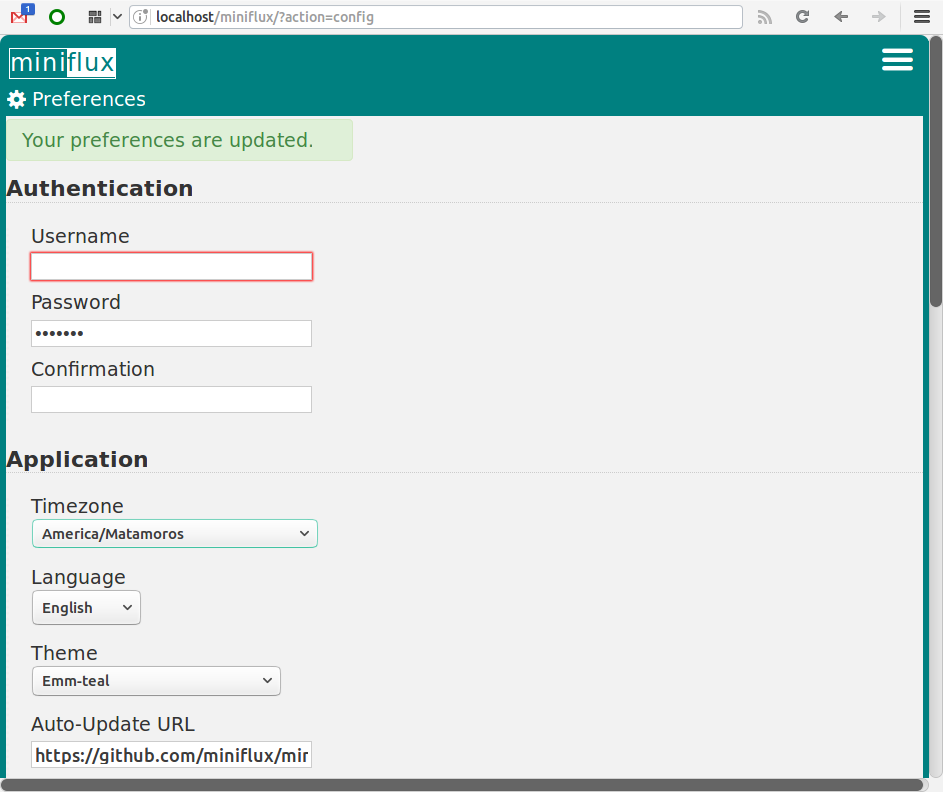 1
localhost/miniflux/?action=config
miniflux
Preferences
Your preferences are updated.
Authentication
Username
Password
•••••••
Confirmation
Application
Timezone
America/Matamoros
Language
English
Theme
Emm-teal
Auto-Update URL
https://github.com/miniflux/mir